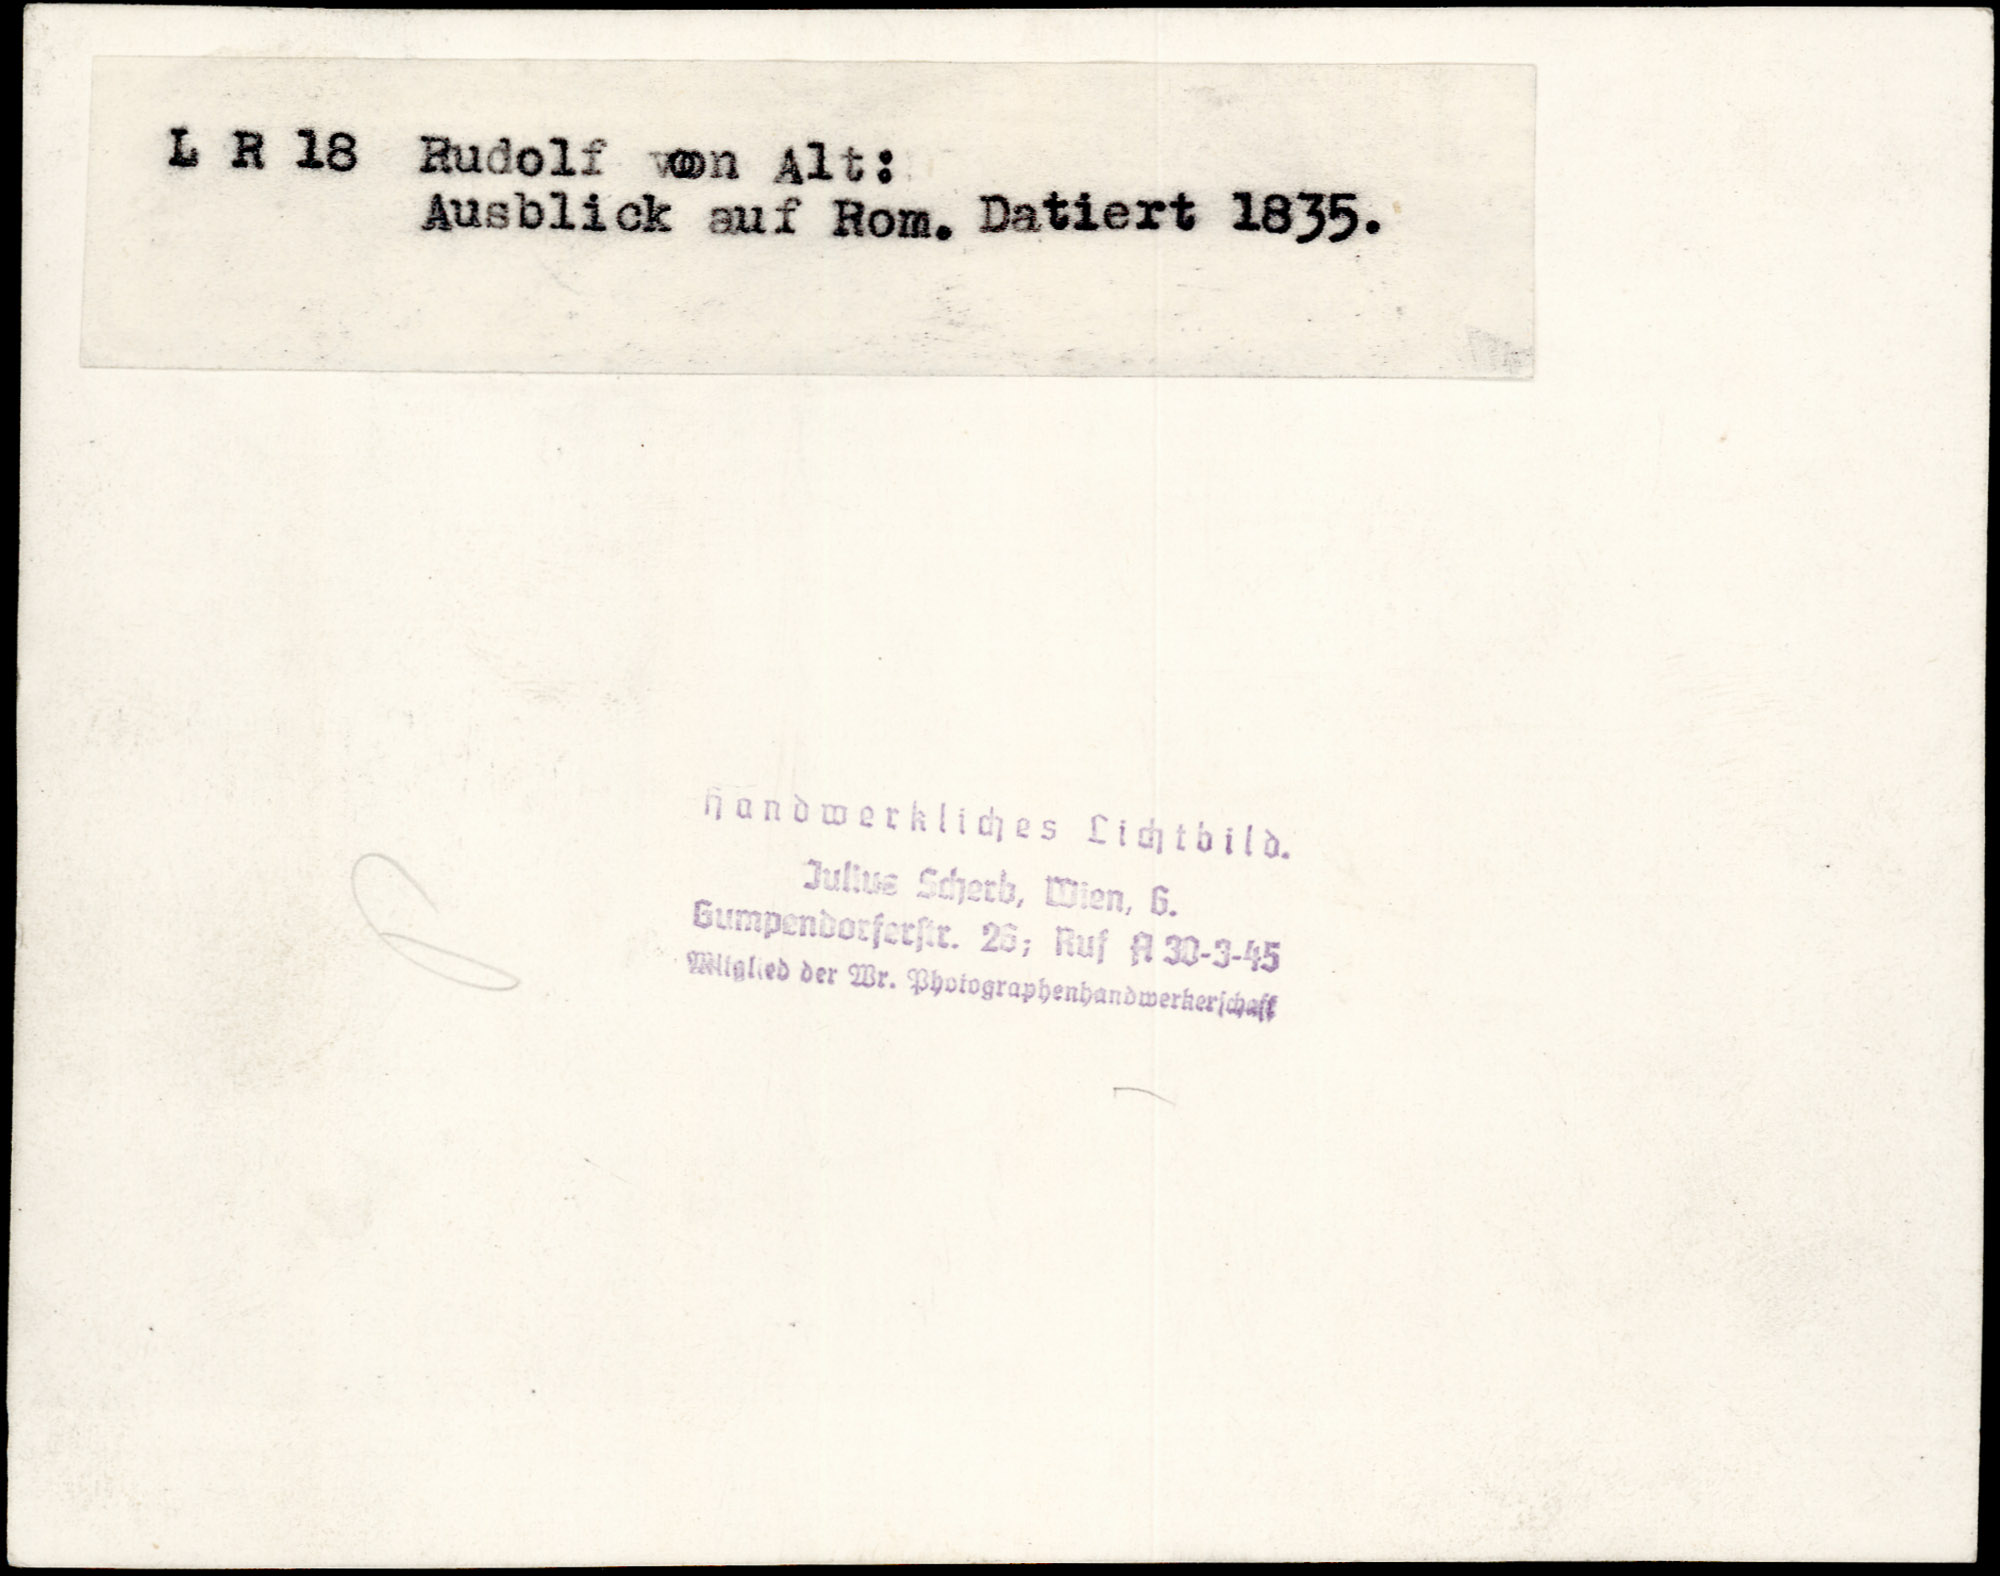 L R 18 Rudolf von Alt:
Ausblick auf Rom. Datiert 1835.
Handwerkliches Lichtbild.
Julius Scherb, Wien, 6.
Gumpendorferstr. 26; Ruf A 30-3-45
Mitglied der Wr. Photographenhandwerkerschaft